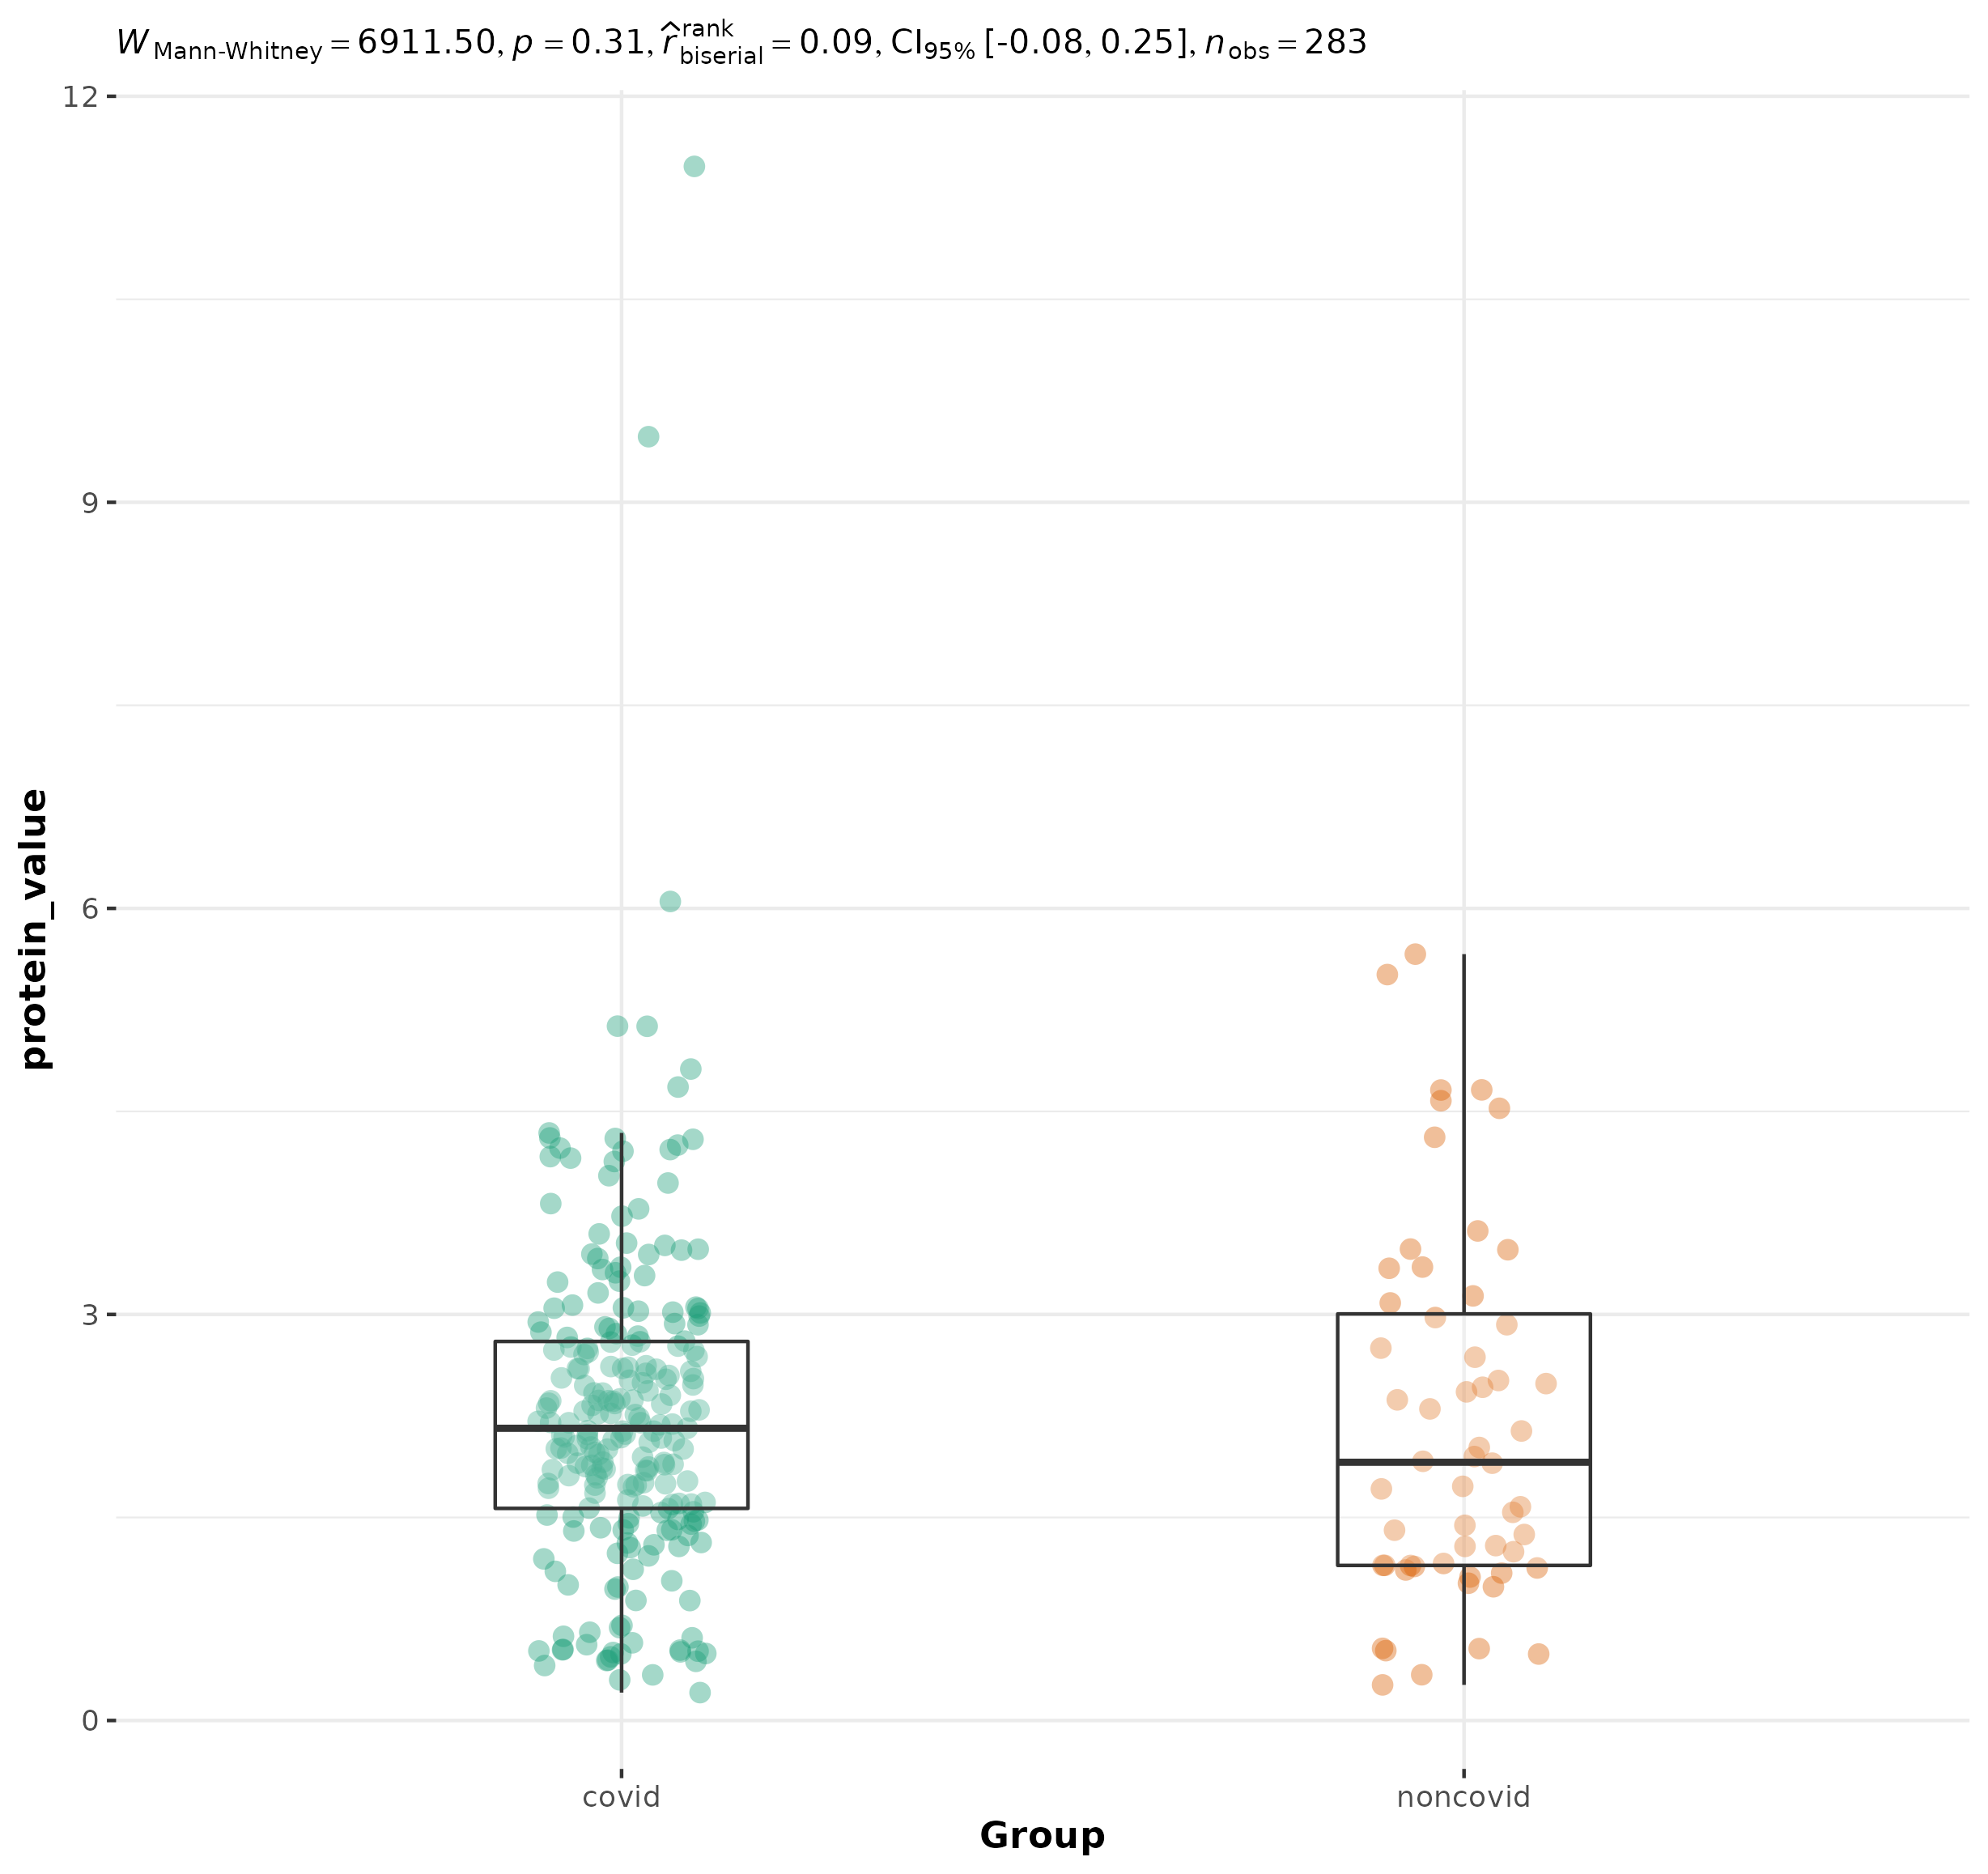 W Mann-Whitney = 6911.50, p = 0.31, r̂ rank biserial = 0.09, CI95% [-0.08, 0.25], n obs = 283
12
9
6
3
0
protein_value
covid
noncovid
Group